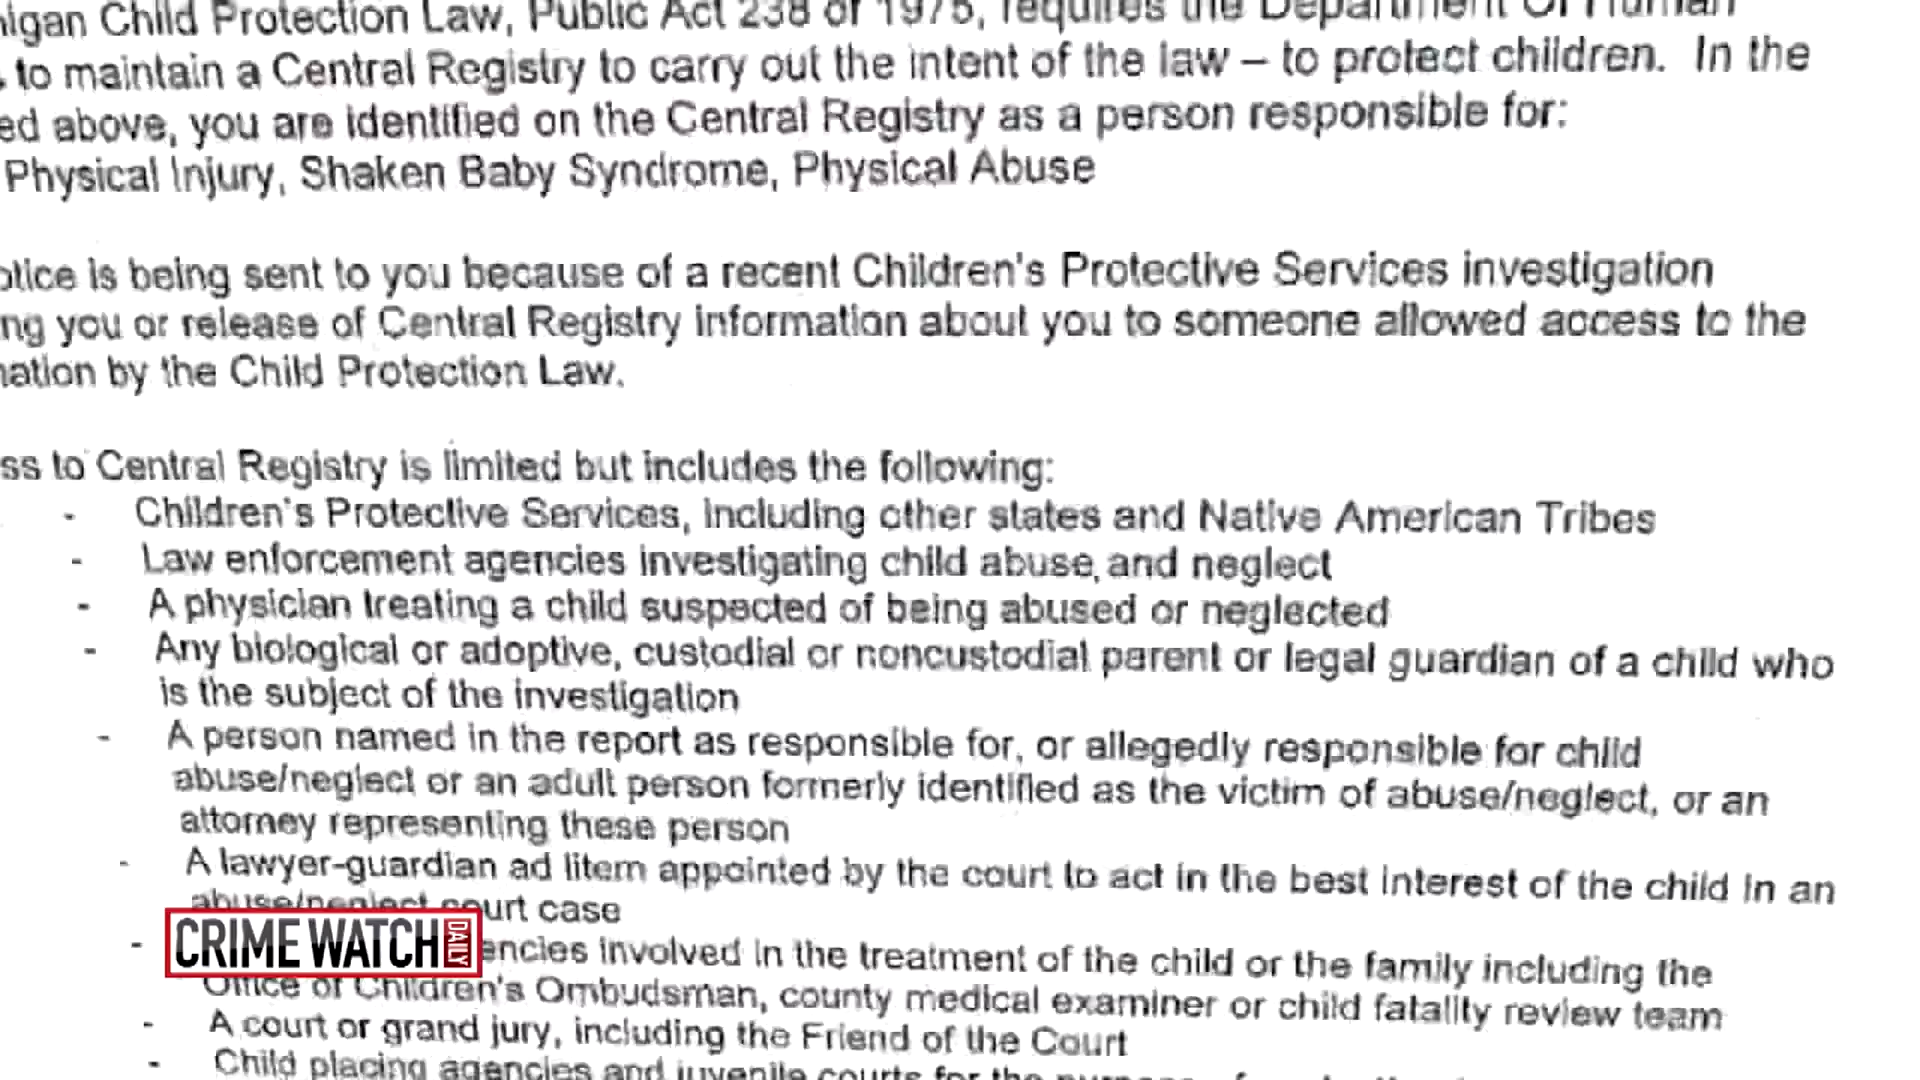 igan Child Protection Law, Public Act 238 of 1975, requires the Department Of Human
to maintain a Central Registry to carry out the intent of the law – to protect children. In the
ed above, you are identified on the Central Registry as a person responsible for:
Physical Injury, Shaken Baby Syndrome, Physical Abuse
otice is being sent to you because of a recent Children's Protective Services investigation
ng you or release of Central Registry information about you to someone allowed access to the
nation by the Child Protection Law.
ss to Central Registry is limited but includes the following:
- Children's Protective Services, including other states and Native American Tribes
- Law enforcement agencies investigating child abuse, and neglect
- A physician treating a child suspected of being abused or neglected
- Any biological or adoptive, custodial or noncustodial parent or legal guardian of a child who
is the subject of the investigation
- A person named in the report as responsible for, or allegedly responsible for child
abuse/neglect or an adult person formerly identified as the victim of abuse/neglect, or an
attorney representing these person
- A lawyer-guardian ad litem appointed by the court to act in the best interest of the child in an
abuse/neglect court case
CRIME WATCH DAILY
- encies involved in the treatment of the child or the family including the
Office of Children's Ombudsman, county medical examiner or child fatality review team
- A court or grand jury, including the Friend of the Court
- Child placing agencies and juvenile courts for the